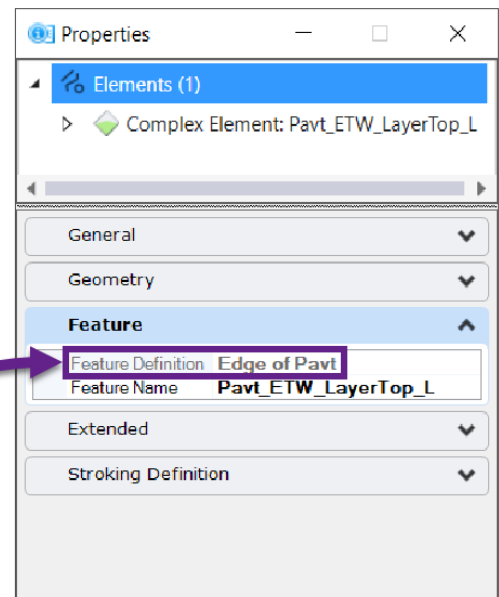 Properties
Elements (1)
Complex Element: Pavt_ETW_LayerTop_L
General
Geometry
Feature
Feature Definition Edge of Pavt
Feature Name Pavt_ETW_LayerTop_L
Extended
Stroking Definition